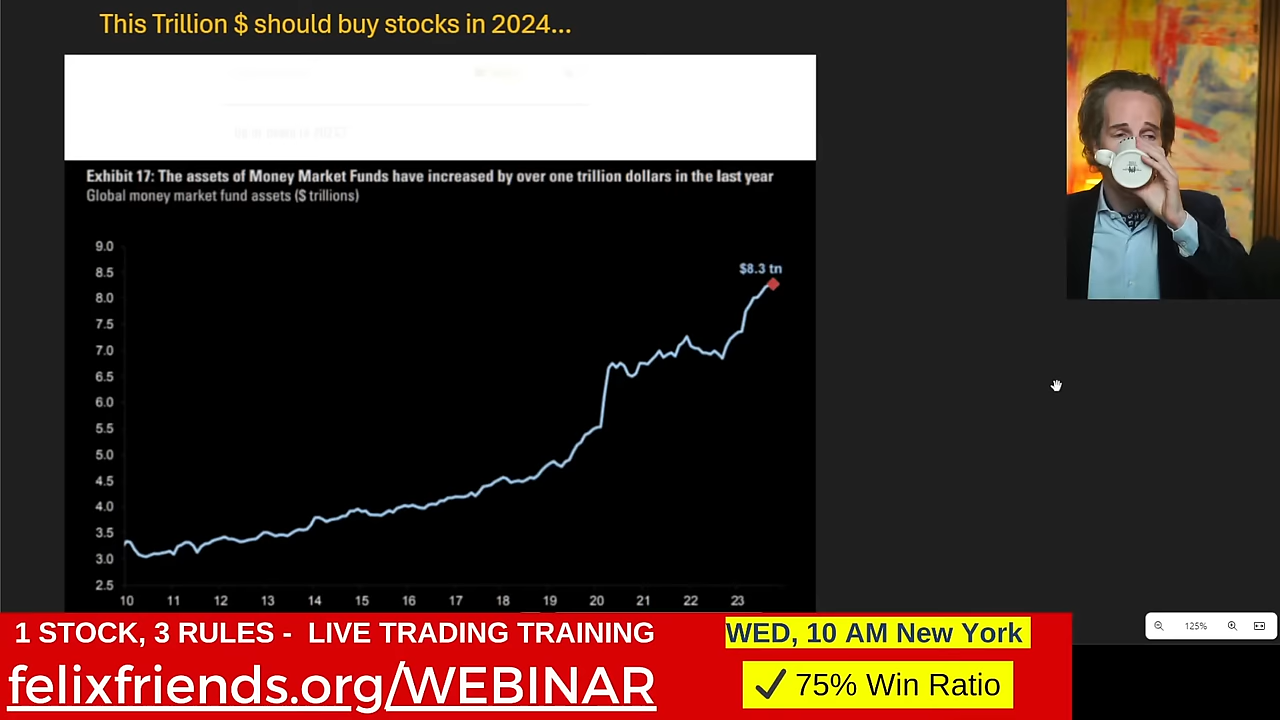 This Trillion $ should buy stocks in 2024...
Exhibit 17: The assets of Money Market Funds have increased by over one trillion dollars in the last year
Global money market fund assets ($ trillions)
9.0
8.5
8.0
7.5
7.0
6.5
6.0
5.5
5.0
4.5
4.0
3.5
3.0
2.5
$8.3 tn
10 11 12 13 14 15 16 17 18 19 20 21 22 23
1 STOCK, 3 RULES - LIVE TRADING TRAINING
WED, 10 AM New York
felixfriends.org/WEBINAR
✓ 75% Win Ratio
125%